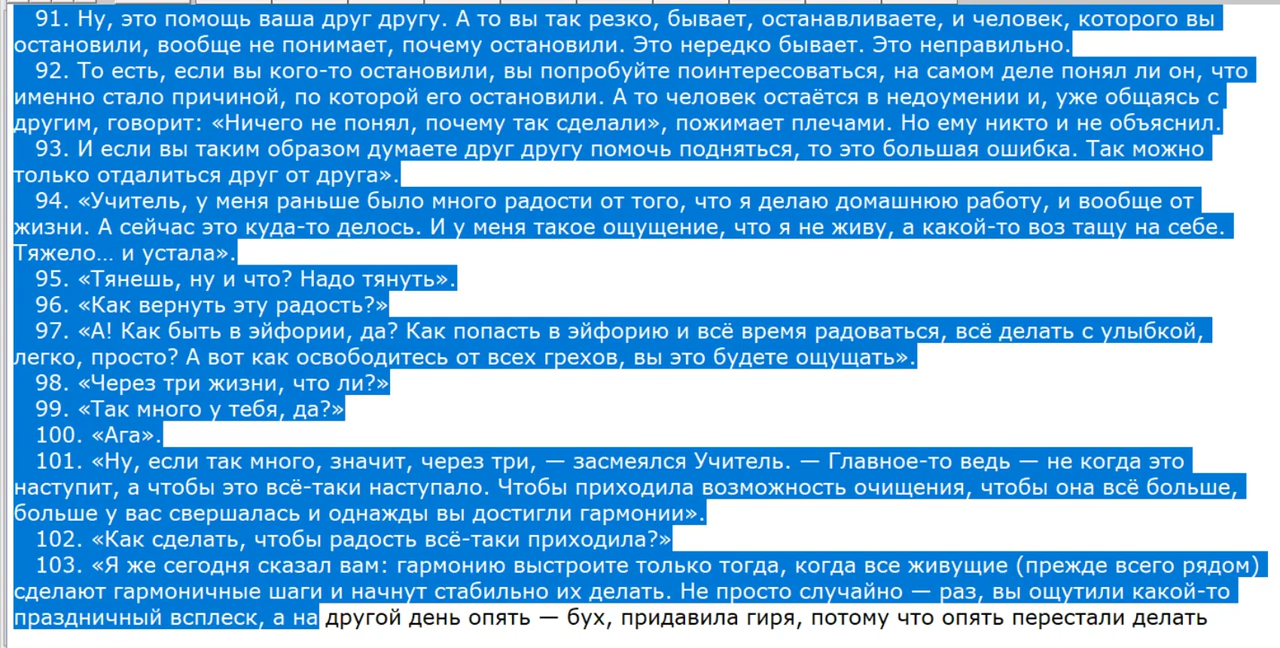 91. Ну, это помощь ваша друг другу. А то вы так резко, бывает, останавливаете, и человек, которого вы
остановили, вообще не понимает, почему остановили. Это нередко бывает. Это неправильно.
92. То есть, если вы кого-то остановили, вы попробуйте поинтересоваться, на самом деле понял ли он, что
именно стало причиной, по которой его остановили. А то человек остаётся в недоумении и, уже общаясь с
другим, говорит: «Ничего не понял, почему так сделали», пожимает плечами. Но ему никто и не объяснил.
93. И если вы таким образом думаете друг другу помочь подняться, то это большая ошибка. Так можно
только отдалиться друг от друга».
94. «Учитель, у меня раньше было много радости от того, что я делаю домашнюю работу, и вообще от
жизни. А сейчас это куда-то делось. И у меня такое ощущение, что я не живу, а какой-то воз тащу на себе.
Тяжело… и устала».
95. «Тянешь, ну и что? Надо тянуть».
96. «Как вернуть эту радость?»
97. «А! Как быть в эйфории, да? Как попасть в эйфорию и всё время радоваться, всё делать с улыбкой,
легко, просто? А вот как освободитесь от всех грехов, вы это будете ощущать».
98. «Через три жизни, что ли?»
99. «Так много у тебя, да?»
100. «Ага».
101. «Ну, если так много, значит, через три, — засмеялся Учитель. — Главное-то ведь — не когда это
наступит, а чтобы это всё-таки наступало. Чтобы приходила возможность очищения, чтобы она всё больше,
больше у вас свершалась и однажды вы достигли гармонии».
102. «Как сделать, чтобы радость всё-таки приходила?»
103. «Я же сегодня сказал вам: гармонию выстроите только тогда, когда все живущие (прежде всего рядом)
сделают гармоничные шаги и начнут стабильно их делать. Не просто случайно — раз, вы ощутили какой-то
праздничный всплеск, а на другой день опять — бух, придавила гиря, потому что опять перестали делать